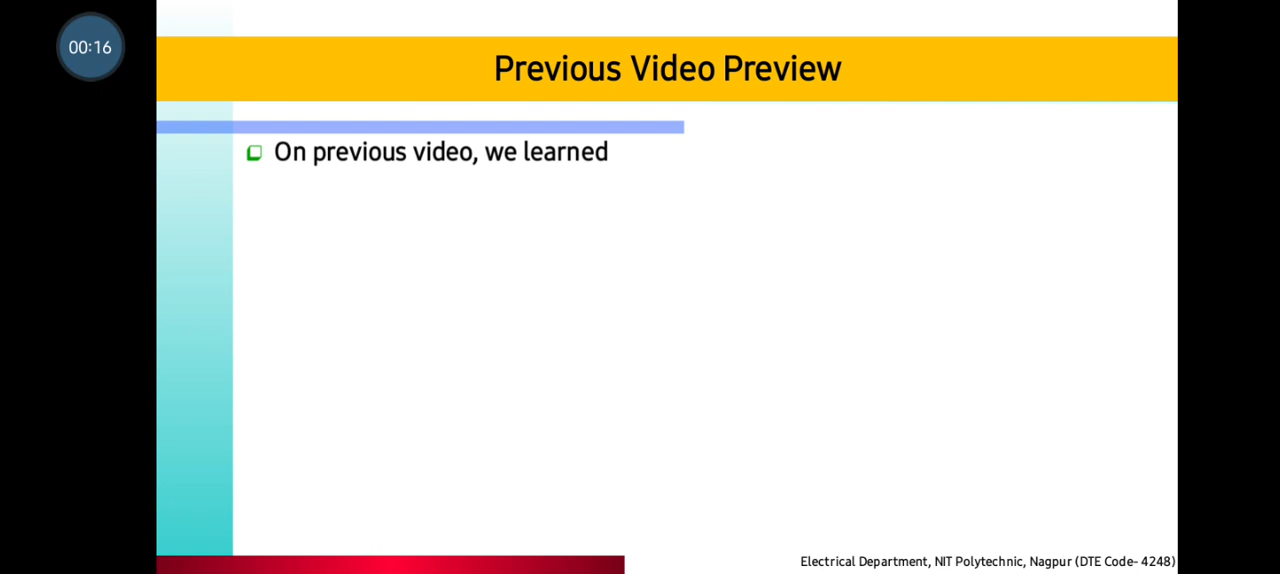 00:16
Previous Video Preview
On previous video, we learned
Electrical Department, NIT Polytechnic, Nagpur (DTE Code- 4248)